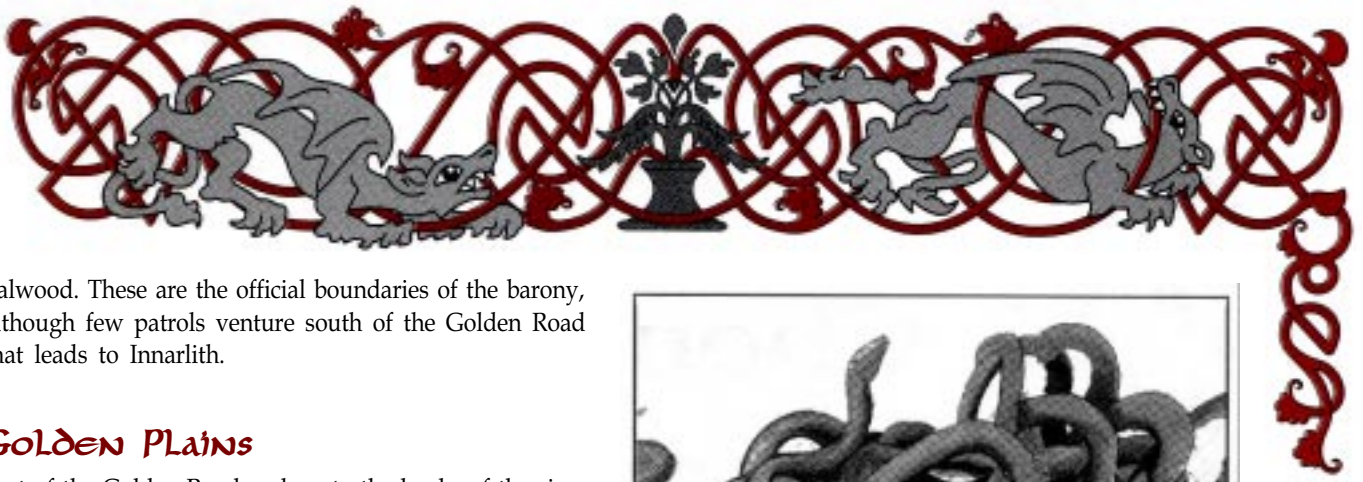 alwood. These are the official boundaries of the barony,
though few patrols venture south of the Golden Road
at leads to Innarlith.
Golden Plains